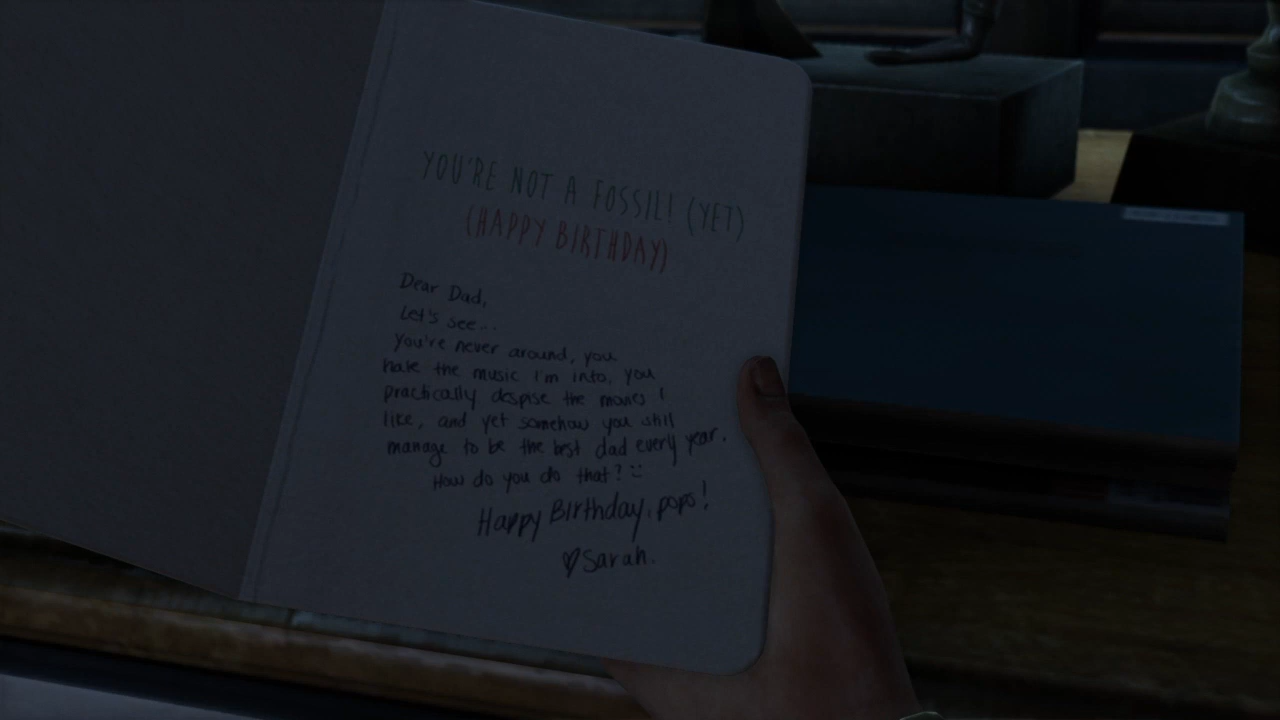 YOU'RE NOT A FOSSIL! (YET)
(HAPPY BIRTHDAY)
Dear Dad,
Let's see...
you're never around, you
hate the music I'm into, you
practically despise the movies I
like, and yet somehow you still
manage to be the best dad every year.
How do you do that? :)
Happy Birthday, pops!
♡ Sarah.